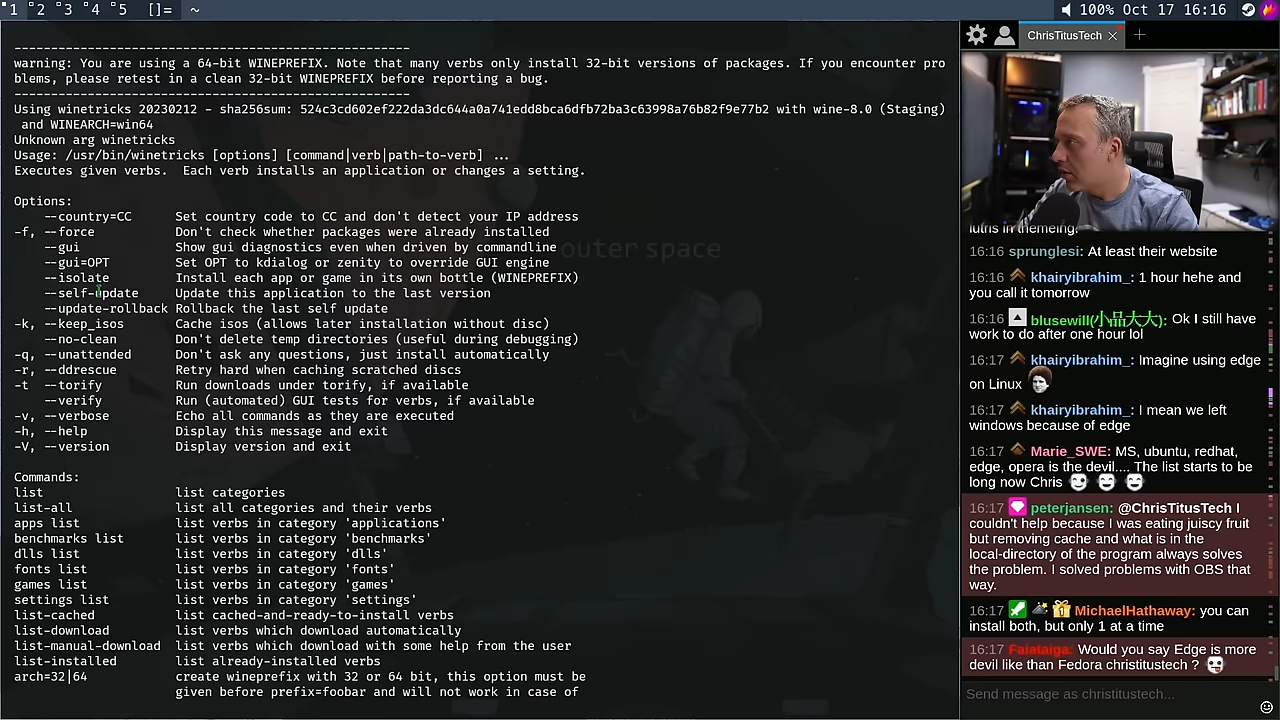 1 2 3 4 5 []= ~ 100% Oct 17 16:16
------------------------------------------------------
warning: You are using a 64-bit WINEPREFIX. Note that many verbs only install 32-bit versions of packages. If you encounter pro
blems, please retest in a clean 32-bit WINEPREFIX before reporting a bug.
------------------------------------------------------
Using winetricks 20230212 - sha256sum: 524c3cd602ef222da3dc644a0a741edd8bca6dfb72ba3c63998a76b82f9e77b2 with wine-8.0 (Staging)
and WINEARCH=win64
Unknown arg winetricks
Usage: /usr/bin/winetricks [options] [command|verb|path-to-verb] ...
Executes given verbs.  Each verb installs an application or changes a setting.
Options:
--country=CC Set country code to CC and don't detect your IP address
-f, --force Don't check whether packages were already installed
--gui Show gui diagnostics even when driven by commandline
--gui=OPT Set OPT to kdialog or zenity to override GUI engine
--isolate Install each app or game in its own bottle (WINEPREFIX)
--self-update Update this application to the last version
--update-rollback Rollback the last self update
-k, --keep_isos Cache isos (allows later installation without disc)
--no-clean Don't delete temp directories (useful during debugging)
-q, --unattended Don't ask any questions, just install automatically
-r, --ddrescue Retry hard when caching scratched discs
-t --torify Run downloads under torify, if available
--verify Run (automated) GUI tests for verbs, if available
-v, --verbose Echo all commands as they are executed
-h, --help Display this message and exit
-V, --version Display version and exit
Commands:
list list categories
list-all list all categories and their verbs
apps list list verbs in category 'applications'
benchmarks list list verbs in category 'benchmarks'
dlls list list verbs in category 'dlls'
fonts list list verbs in category 'fonts'
games list list verbs in category 'games'
settings list list verbs in category 'settings'
list-cached list cached-and-ready-to-install verbs
list-download list verbs which download automatically
list-manual-download list verbs which download with some help from the user
list-installed list already-installed verbs
arch=32|64 create wineprefix with 32 or 64 bit, this option must be
given before prefix=foobar and will not work in case of
outer space
ChrisTitusTech
lutris in themeing.
16:16 sprunglesi: At least their website
16:16 khairyibrahim_: 1 hour hehe and
you call it tomorrow
16:16 blusewill(小品大大): Ok I still have
work to do after one hour lol
16:17 khairyibrahim_: Imagine using edge
on Linux
16:17 khairyibrahim_: I mean we left
windows because of edge
16:17 Marie_SWE: MS, ubuntu, redhat,
edge, opera is the devil.... The list starts to
be long now Chris
16:17 peterjansen: @ChrisTitusTech I
couldn't help because I was eating juiscy fruit
but removing cache and what is in the
local-directory of the program always solves
the problem. I solved problems with OBS that
way.
16:17 MichaelHathaway: you can
install both, but only 1 at a time
16:17 Faiataiga: Would you say Edge is more
devil like than Fedora christitustech ?
Send message as christitustech...